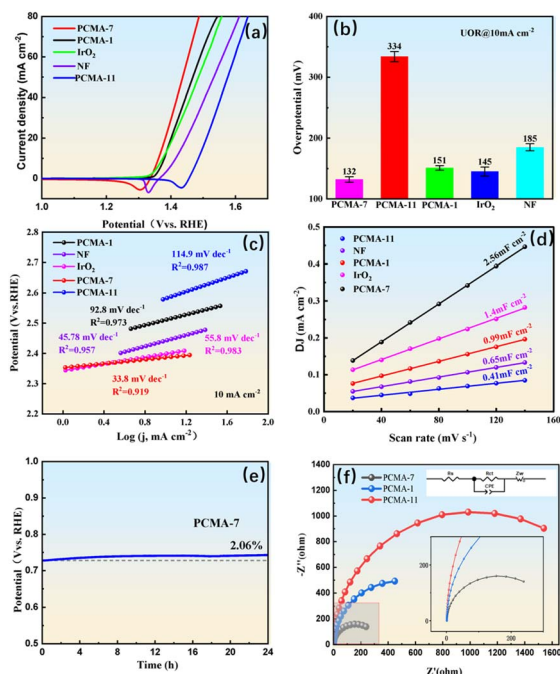 80
60
40
20
0
1.0 1.2 1.4 1.6
Current density (mA cm⁻²)
Potential (Vvs. RHE)
PCMA-7
PCMA-1
IrO₂
NF
PCMA-11
(a)
(b)
UOR@10mA cm⁻²
400
300
200
100
Overpotential (mV)
132
334
151
145
185
PCMA-7 PCMA-11 PCMA-1 IrO₂ NF
(c)
2.8
2.7
2.6
2.5
2.4
2.3
2.2
0.0 0.5 1.0 1.5 2.0
Potential (Vvs.RHE)
Log (j, mA cm⁻²)
PCMA-1
NF
IrO₂
PCMA-7
PCMA-11
114.9 mV dec⁻¹
R²=0.987
92.8 mV dec⁻¹
R²=0.973
45.78 mV dec⁻¹
R²=0.957
55.8 mV dec⁻¹
R²=0.983
33.8 mV dec⁻¹
R²=0.919
10 mA cm⁻²
(d)
0.5
0.4
0.3
0.2
0.1
0.0
0 40 80 120 160
DJ (mA cm⁻²)
Scan rate (mV s⁻¹)
PCMA-11
NF
PCMA-1
IrO₂
PCMA-7
2.56mF cm⁻²
1.4mF cm⁻²
0.99mF cm⁻²
0.65mF cm⁻²
0.41mF cm⁻²
(e)
1.0
0.9
0.8
0.7
0.6
0.5
0 4 8 12 16 20 24
Potential (Vvs. RHE)
Time (h)
PCMA-7
2.06%
(f)
1400
1200
1000
800
600
400
200
0
0 200 400 600 800 1000 1200 1400 1600
-Z''(ohm)
Z'(ohm)
PCMA-7
PCMA-1
PCMA-11
Rs
Rct
Zw
CPE
200
0
0 200